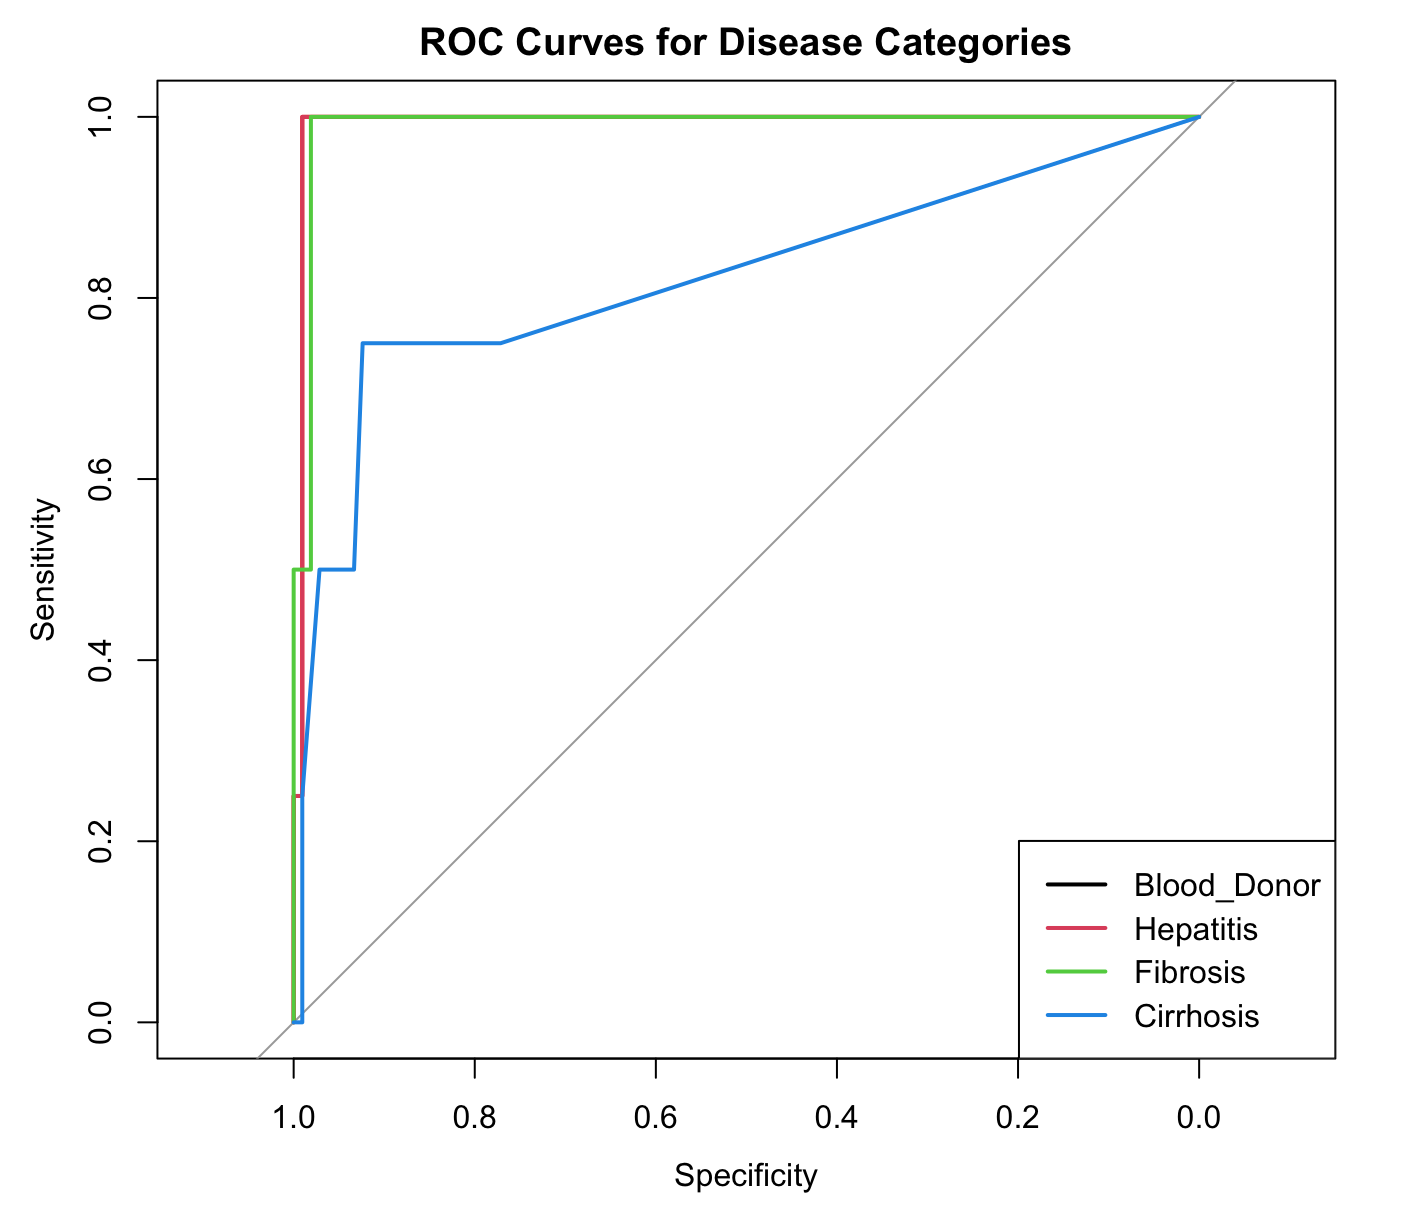 ROC Curves for Disease Categories
1.0
0.8
0.6
0.4
0.2
0.0
Sensitivity
Blood_Donor
Hepatitis
Fibrosis
Cirrhosis
1.0 0.8 0.6 0.4 0.2 0.0
Specificity